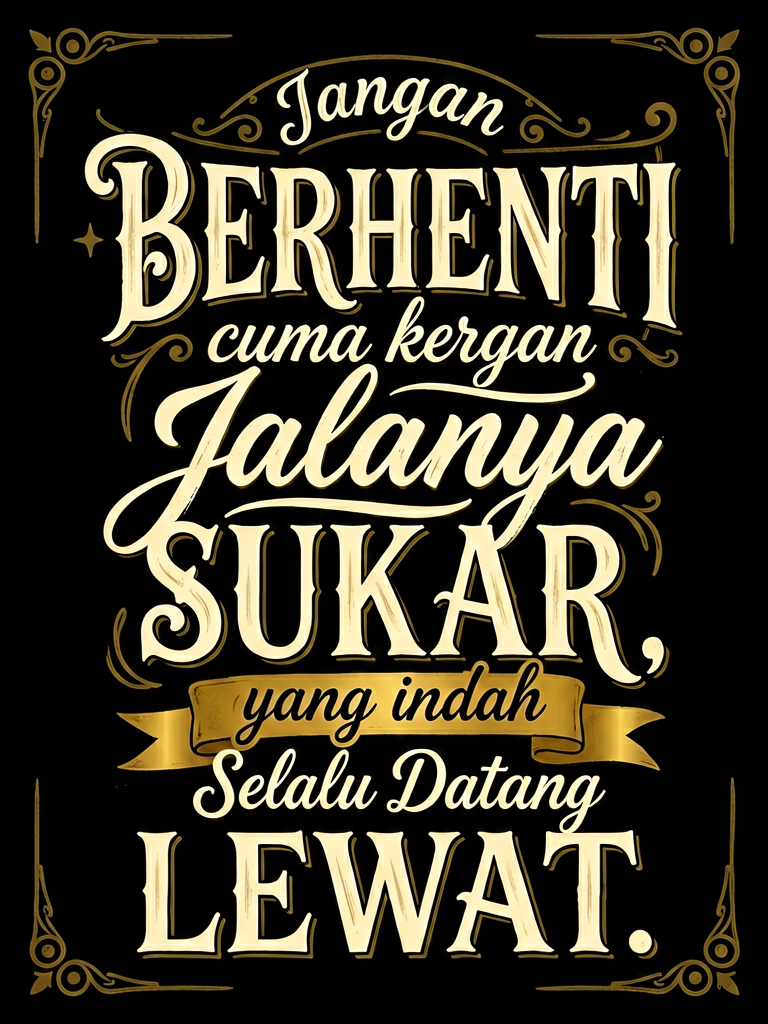 Jangan
BERHENTI
cuma kergan
Jalanya
SUKAR,
yang indah
Selalu Datang
LEWAT.